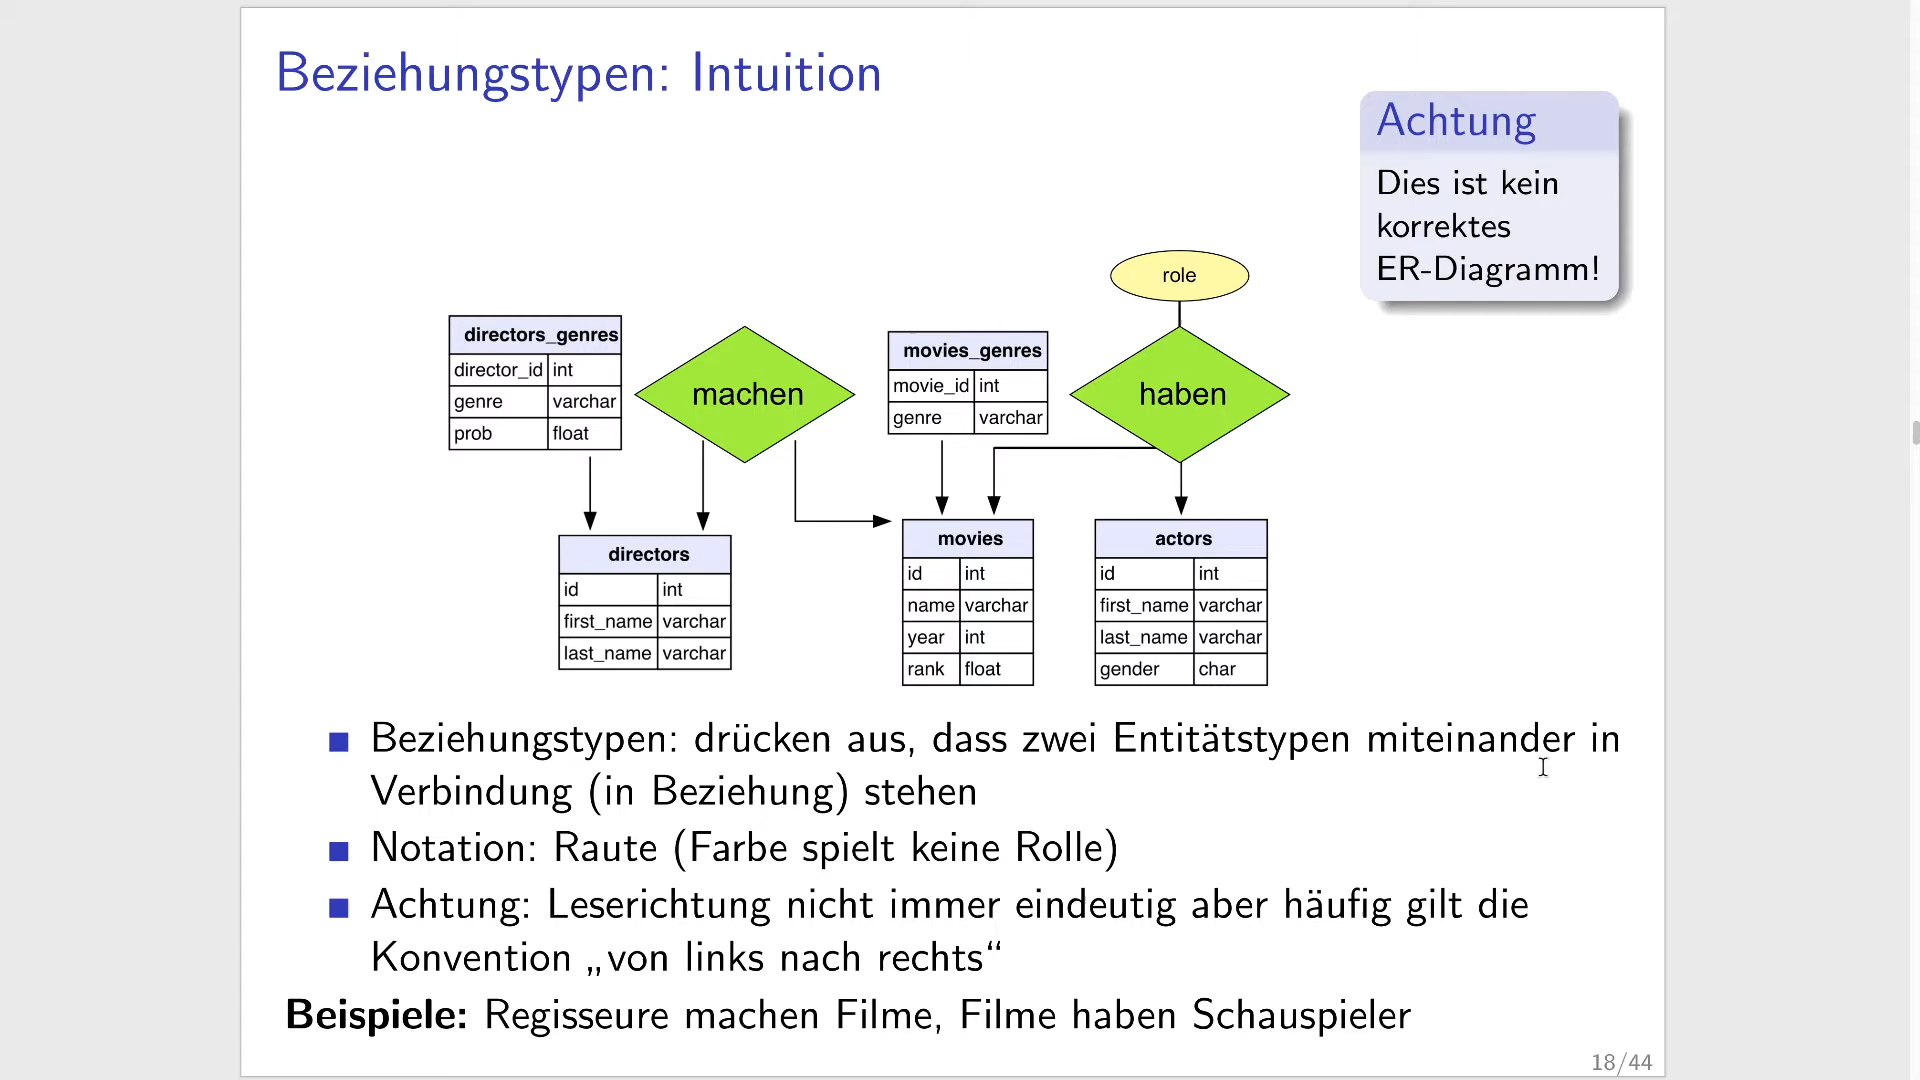 Beziehungstypen: Intuition
Achtung
Dies ist kein
korrektes
ER-Diagramm!
role
directors_genres
director_id int
genre varchar
prob float
machen
movies_genres
movie_id int
genre varchar
haben
directors
id int
first_name varchar
last_name varchar
movies
id int
name varchar
year int
rank float
actors
id int
first_name varchar
last_name varchar
gender char
Beziehungstypen: drücken aus, dass zwei Entitätstypen miteinander in
Verbindung (in Beziehung) stehen
Notation: Raute (Farbe spielt keine Rolle)
Achtung: Leserichtung nicht immer eindeutig aber häufig gilt die
Konvention „von links nach rechts“
Beispiele: Regisseure machen Filme, Filme haben Schauspieler
18/44